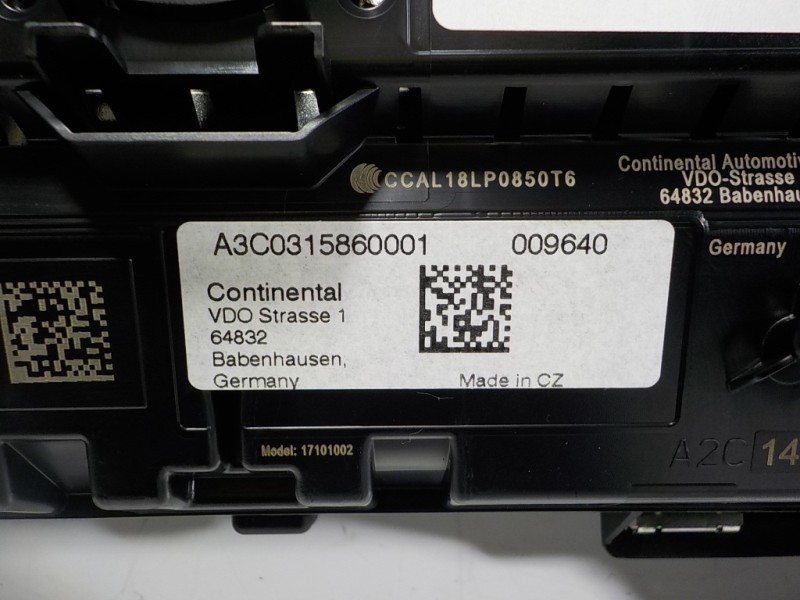 CCAL18LP0850T6
Continental Automotiv
VDO-Strasse
64832 Babenhau
Germany
A3C0315860001 009640
Continental
VDO Strasse 1
64832
Babenhausen,
Germany
Made in CZ
Model: 17101002
A2C 14